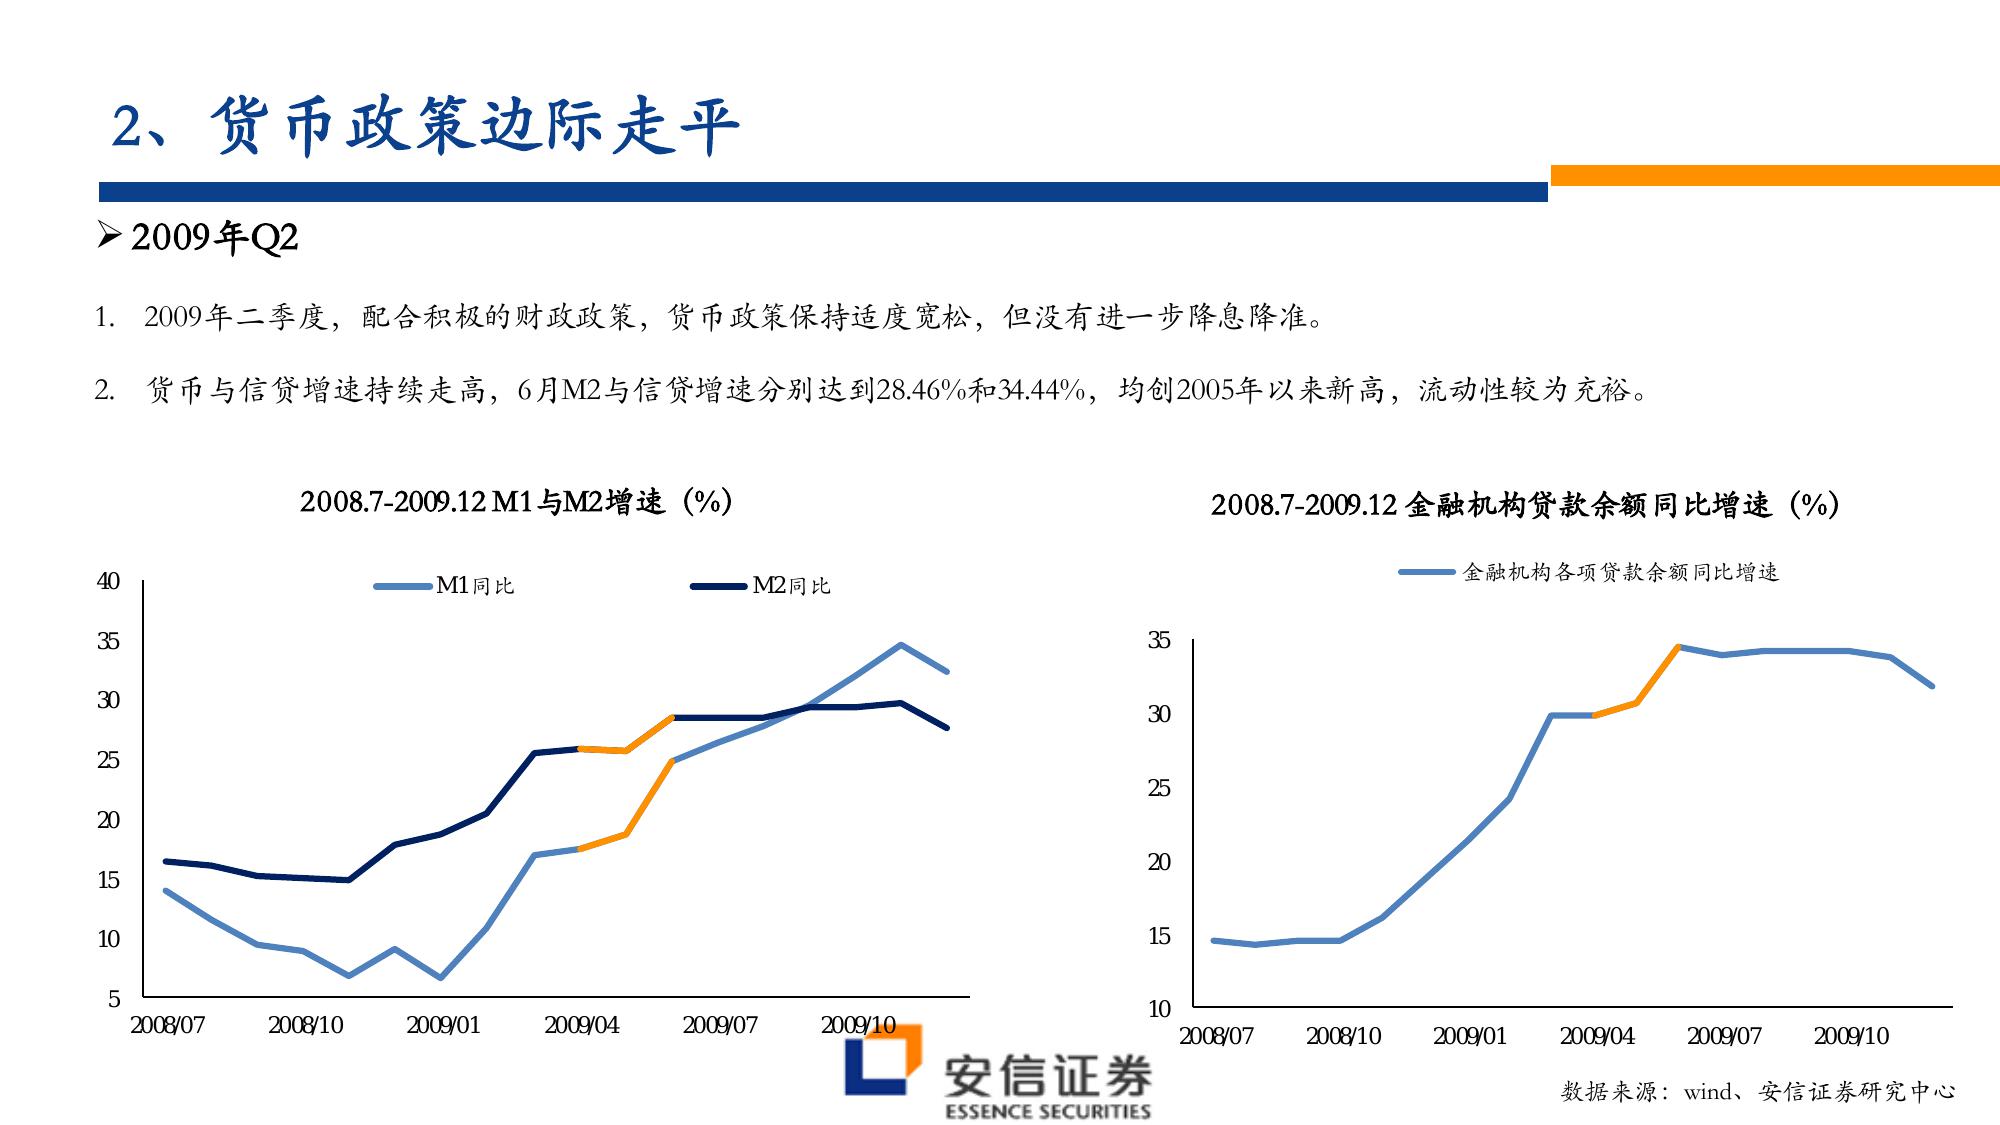 2、货币政策边际走平
➢2009年Q2
1. 2009年二季度，配合积极的财政政策，货币政策保持适度宽松，但没有进一步降息降准。
2. 货币与信贷增速持续走高，6月M2与信贷增速分别达到28.46%和34.44%，均创2005年以来新高，流动性较为充裕。
2008.7-2009.12 M1与M2增速（%）
M1同比 M2同比
40
35
30
25
20
15
10
5
2008/07 2008/10 2009/01 2009/04 2009/07 2009/10
2008.7-2009.12 金融机构贷款余额同比增速（%）
金融机构各项贷款余额同比增速
35
30
25
20
15
10
2008/07 2008/10 2009/01 2009/04 2009/07 2009/10
安信证券
ESSENCE SECURITIES
数据来源：wind、安信证券研究中心